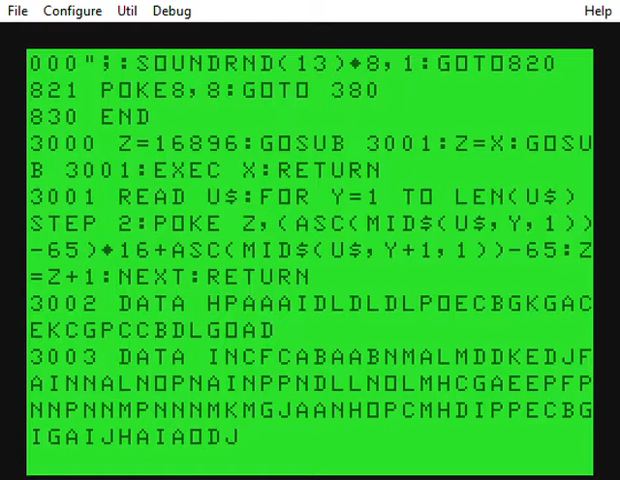 File Configure Util Debug Help
000";:SOUNDRND(13)*8,1:GOTO820
821 POKE8,8:GOTO 380
830 END
3000 Z=16896:GOSUB 3001:Z=X:GOSU
B 3001:EXEC X:RETURN
3001 READ U$:FOR Y=1 TO LEN(U$)
STEP 2:POKE Z,(ASC(MID$(U$,Y,1))
-65)*16+ASC(MID$(U$,Y+1,1))-65:Z
=Z+1:NEXT:RETURN
3002 DATA HPAAAIDLDLDLPOECBGKGAC
EKCGPCCBDLGOAD
3003 DATA INCFCABAABNMALMDDKEDJF
AINNALNOPNAINPPNDLLNOLMHCGAEEPFP
NNPNNMPNNNMKMGJAANHOPCMHDIPPECBG
IGAIJHAIAODJ